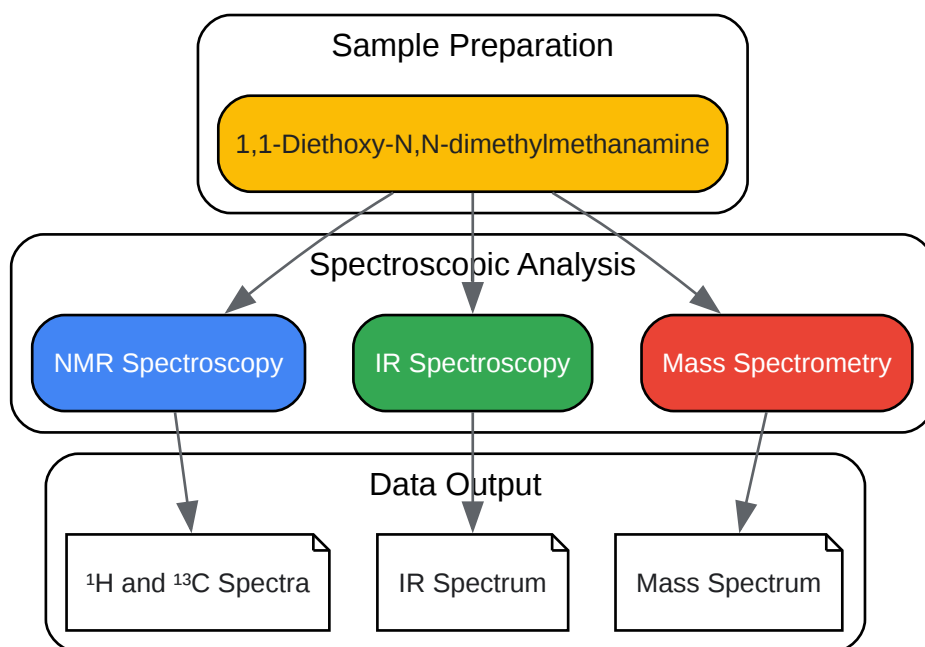 Sample Preparation
1,1-Diethoxy-N,N-dimethylmethanamine
Spectroscopic Analysis
NMR Spectroscopy
IR Spectroscopy
Mass Spectrometry
Data Output
¹H and ¹³C Spectra
IR Spectrum
Mass Spectrum